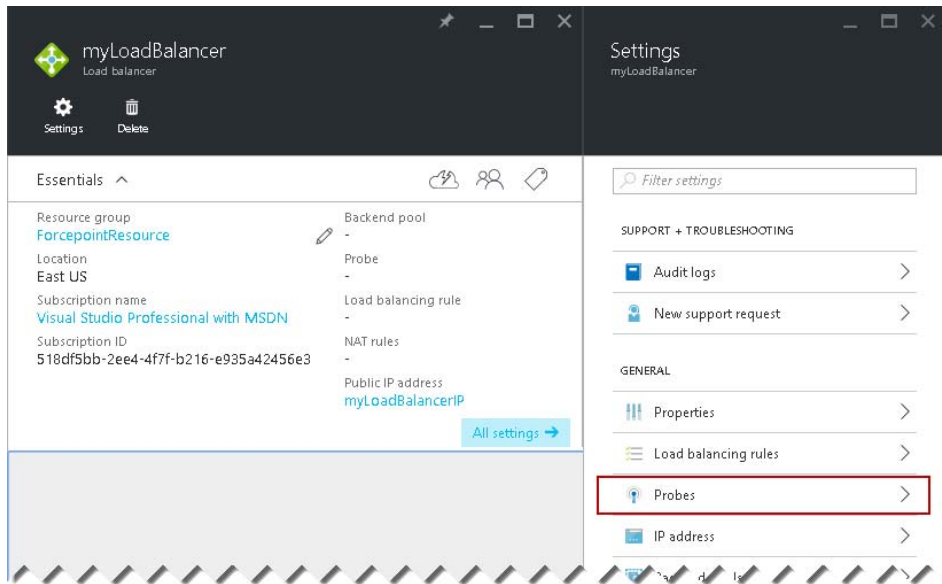 myLoadBalancer
Load balancer
Settings
Delete
Essentials
Resource group
ForcepointResource
Location
East US
Subscription name
Visual Studio Professional with MSDN
Subscription ID
518df5bb-2ee4-4f7f-b216-e935a42456e3
Backend pool
-
Probe
-
Load balancing rule
-
NAT rules
-
Public IP address
myLoadBalancerIP
All settings →
Settings
myLoadBalancer
Filter settings
SUPPORT + TROUBLESHOOTING
Audit logs
New support request
GENERAL
Properties
Load balancing rules
Probes
IP address